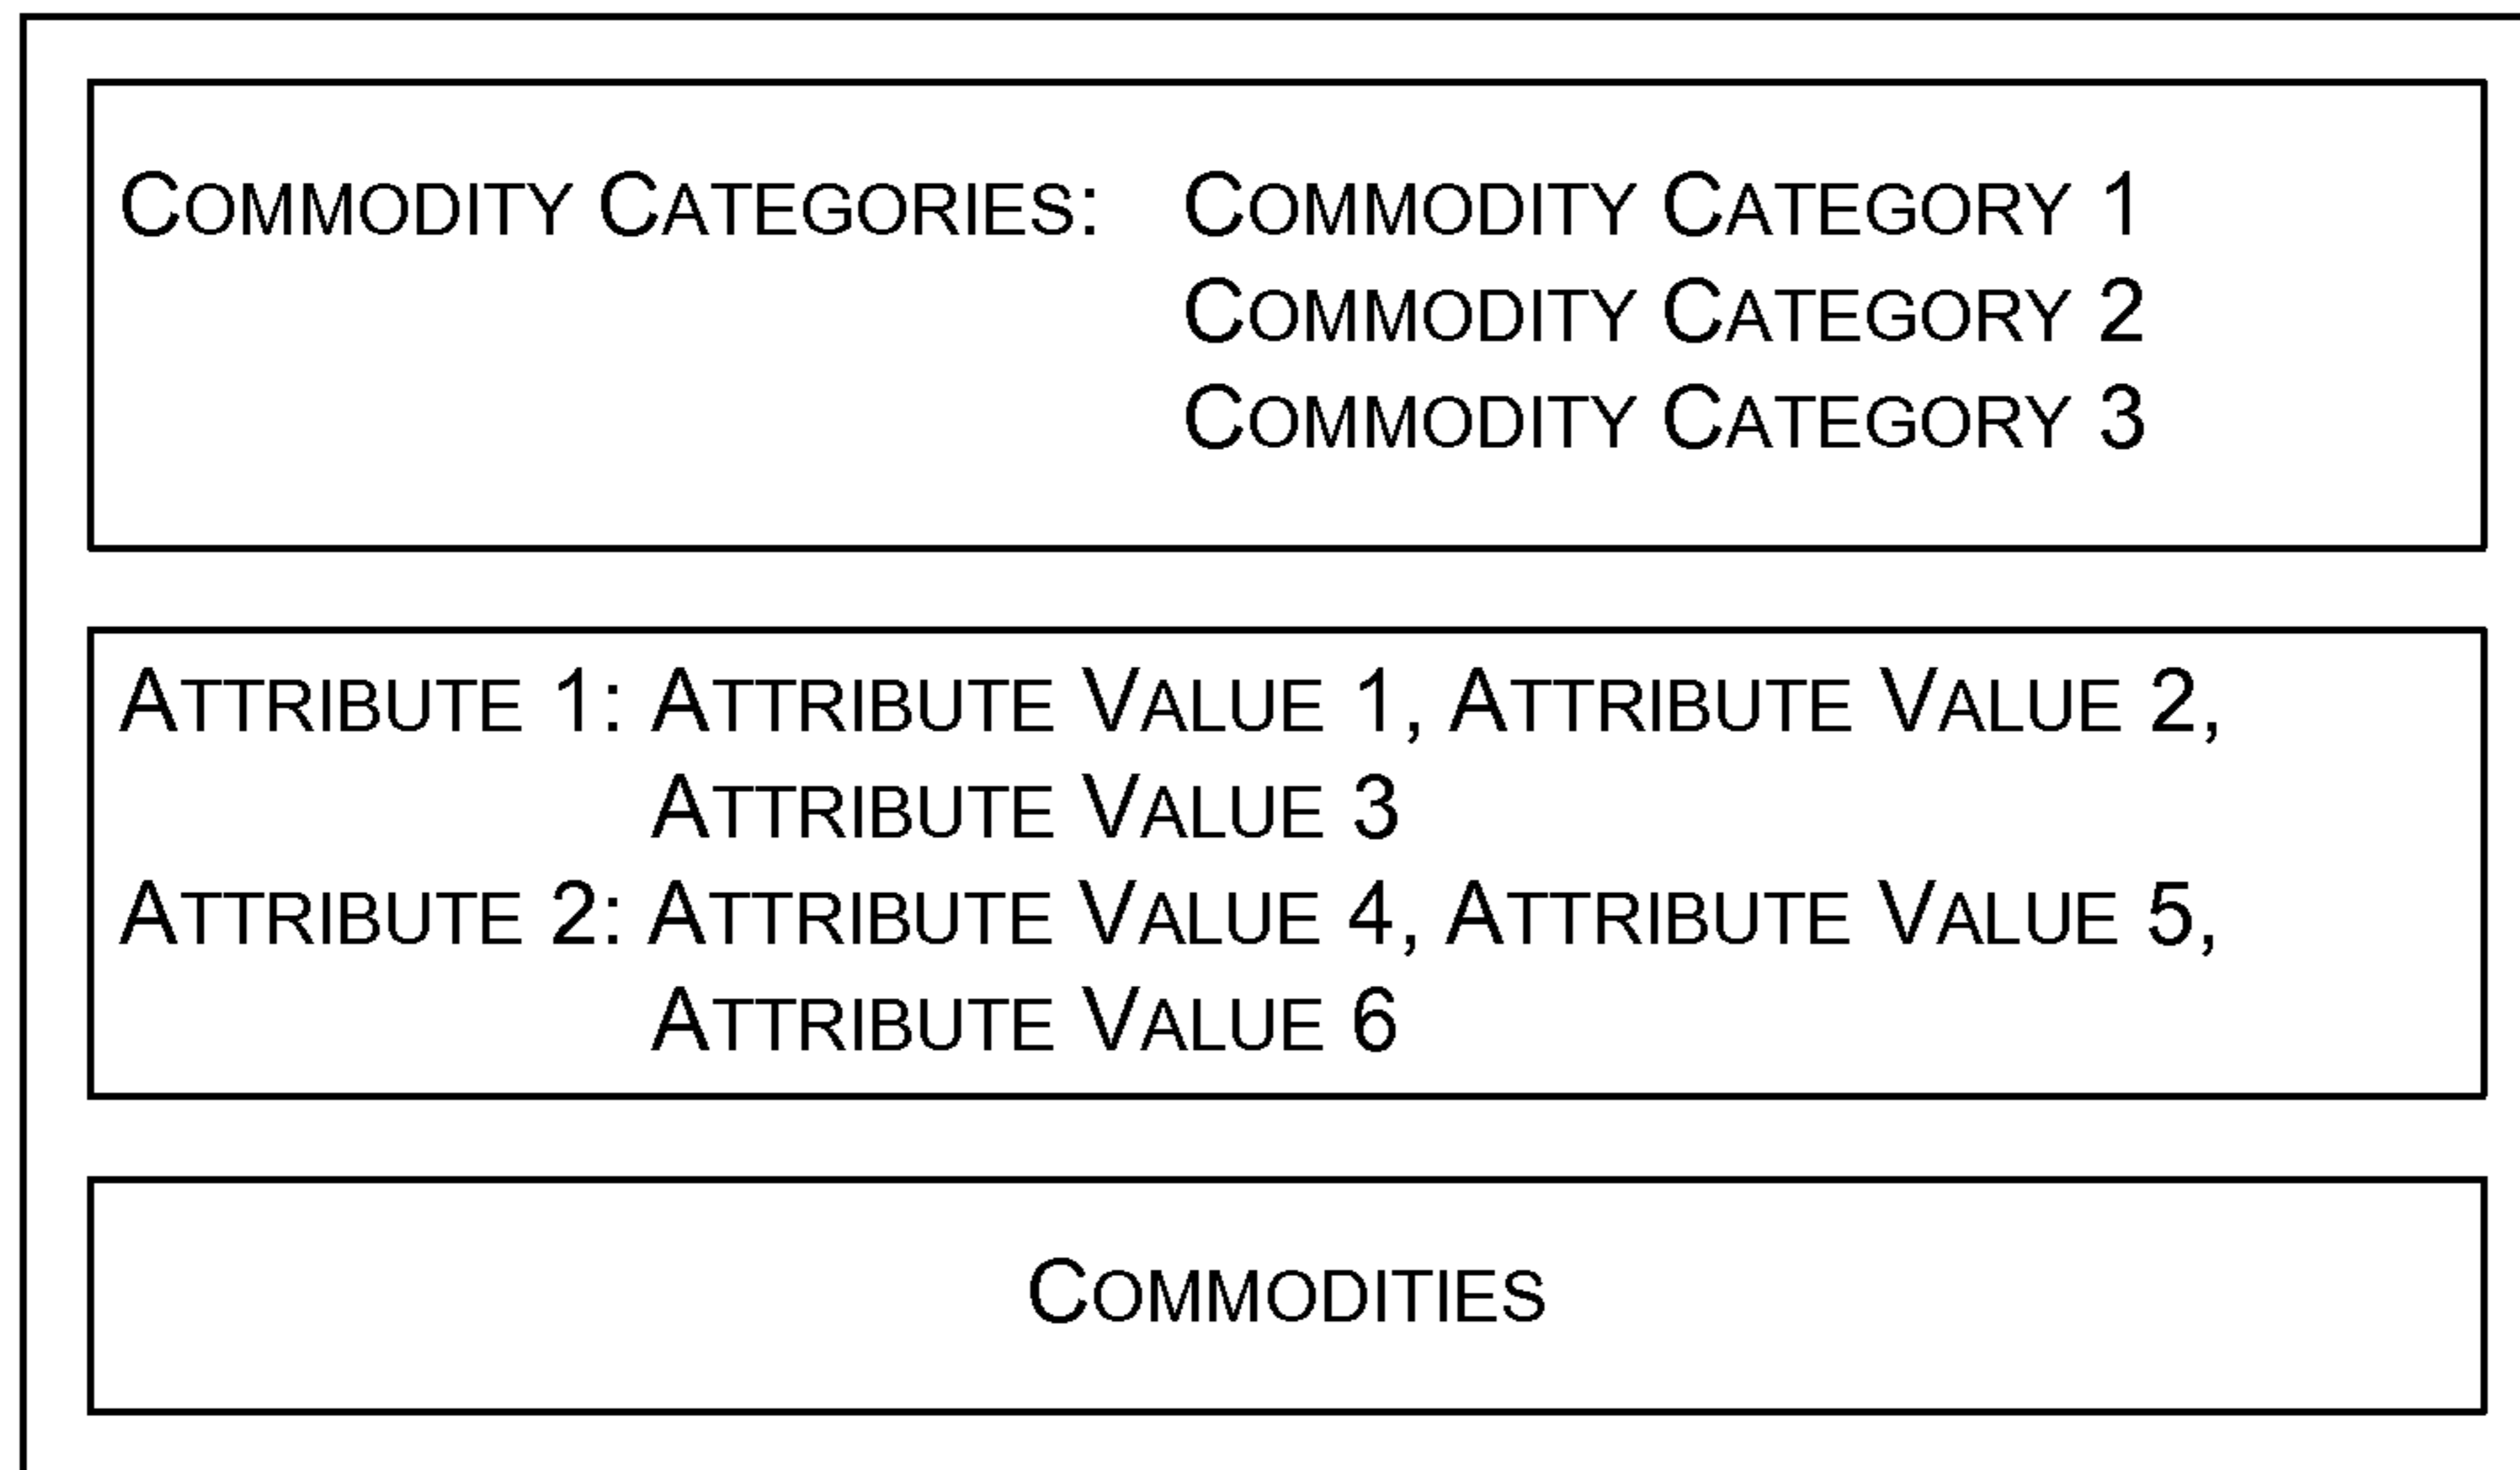 Commodity Categories: Commodity Category 1
Commodity Category 2
Commodity Category 3
Attribute 1: Attribute Value 1, Attribute Value 2,
Attribute Value 3
Attribute 2: Attribute Value 4, Attribute Value 5,
Attribute Value 6
Commodities